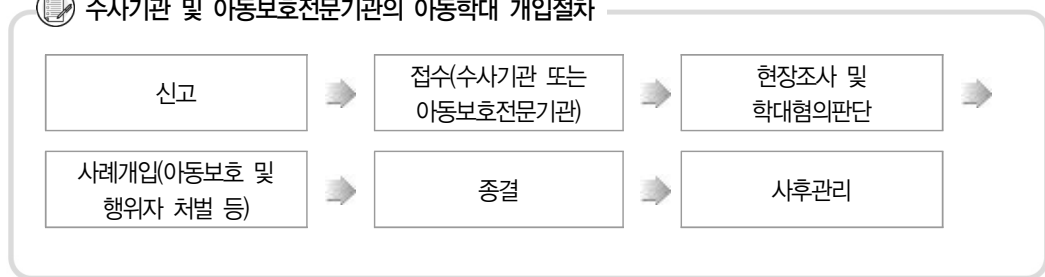 수사기관 및 아동보호전문기관의 아동학대 개입절차
신고
접수(수사기관 또는
아동보호전문기관)
현장조사 및
학대혐의판단
사례개입(아동보호 및
행위자 처벌 등)
종결
사후관리